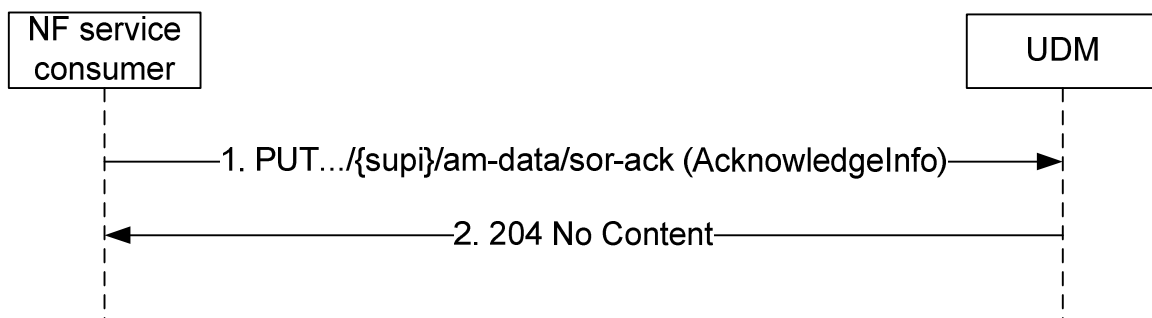 NF service
consumer
UDM
1. PUT.../{supi}/am-data/sor-ack (AcknowledgeInfo)
2. 204 No Content